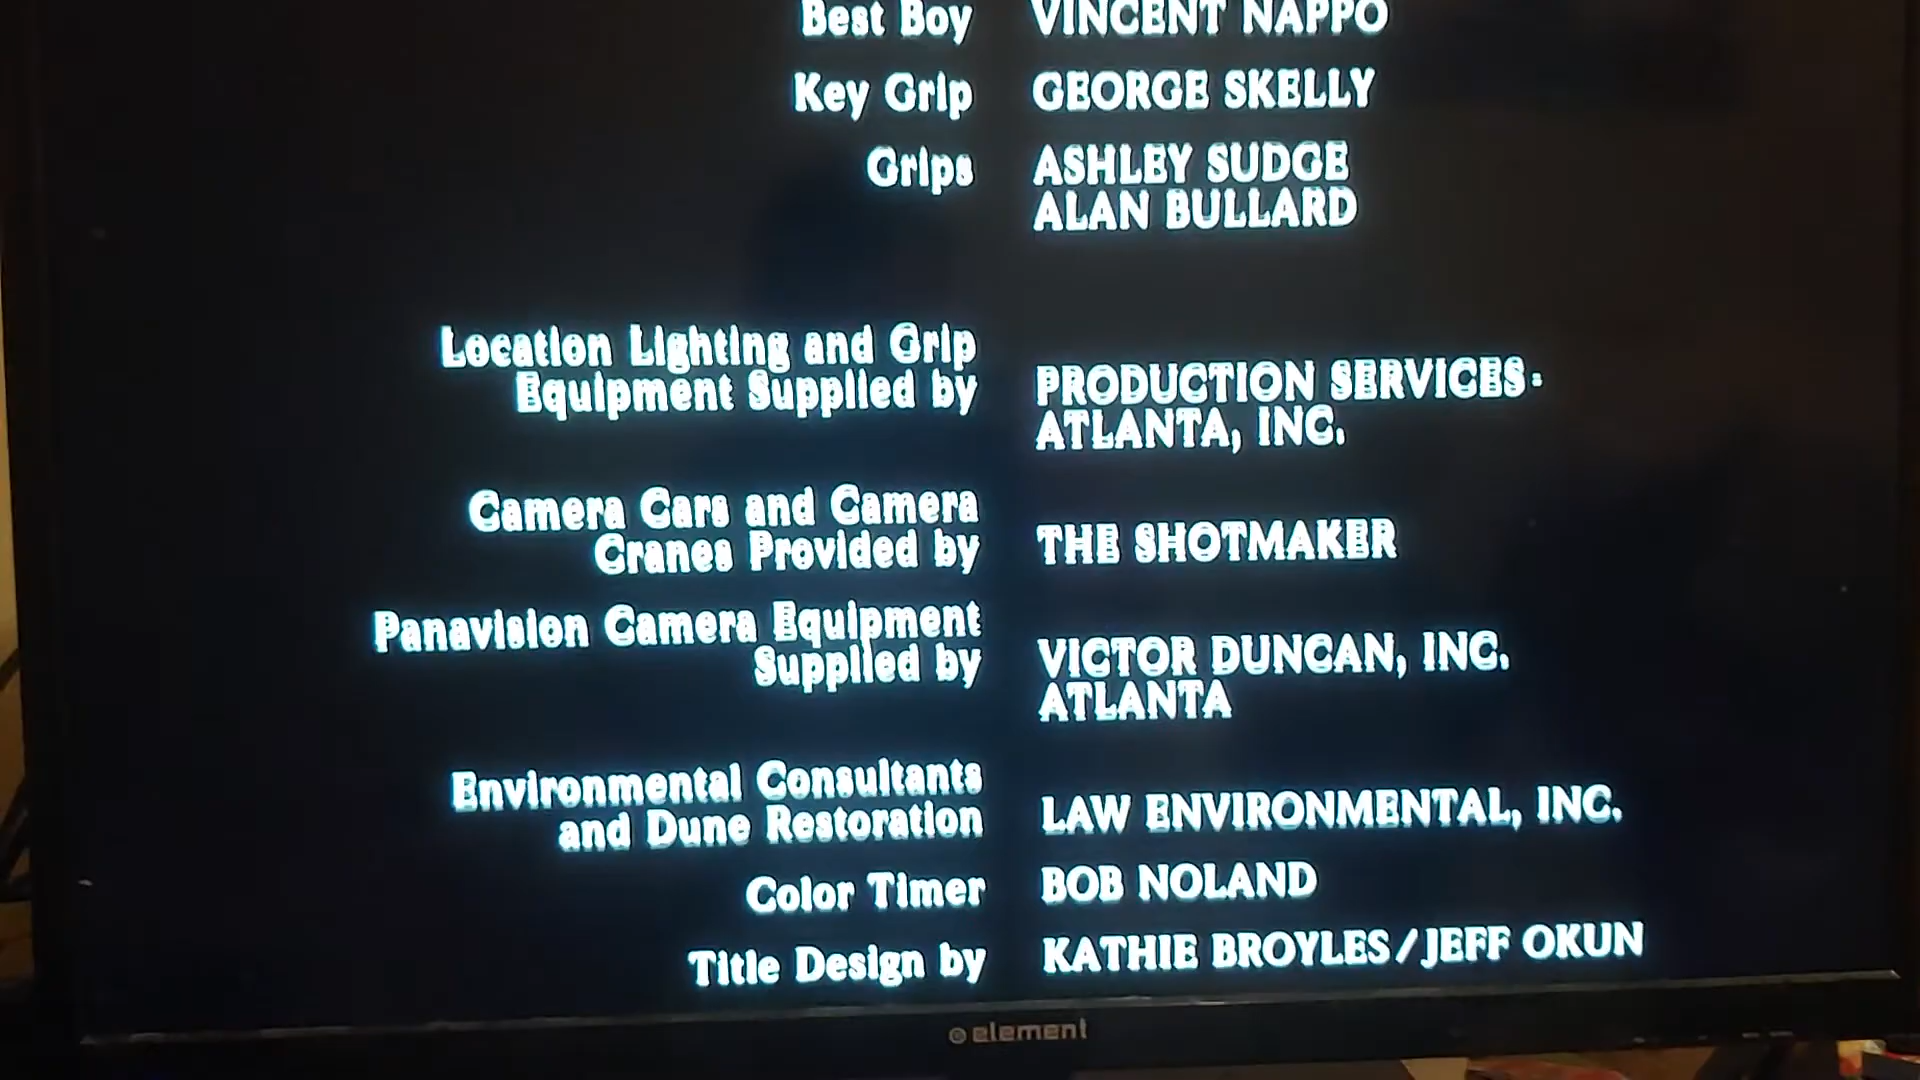 Best Boy VINCENT NAPPO
Key Grip GEORGE SKELLY
Grips ASHLEY SUDGE
ALAN BULLARD
Location Lighting and Grip
Equipment Supplied by PRODUCTION SERVICES-
ATLANTA, INC.
Camera Cars and Camera
Cranes Provided by THE SHOTMAKER
Panavision Camera Equipment
Supplied by VICTOR DUNCAN, INC.
ATLANTA
Environmental Consultants
and Dune Restoration LAW ENVIRONMENTAL, INC.
Color Timer BOB NOLAND
Title Design by KATHIE BROYLES/JEFF OKUN
element